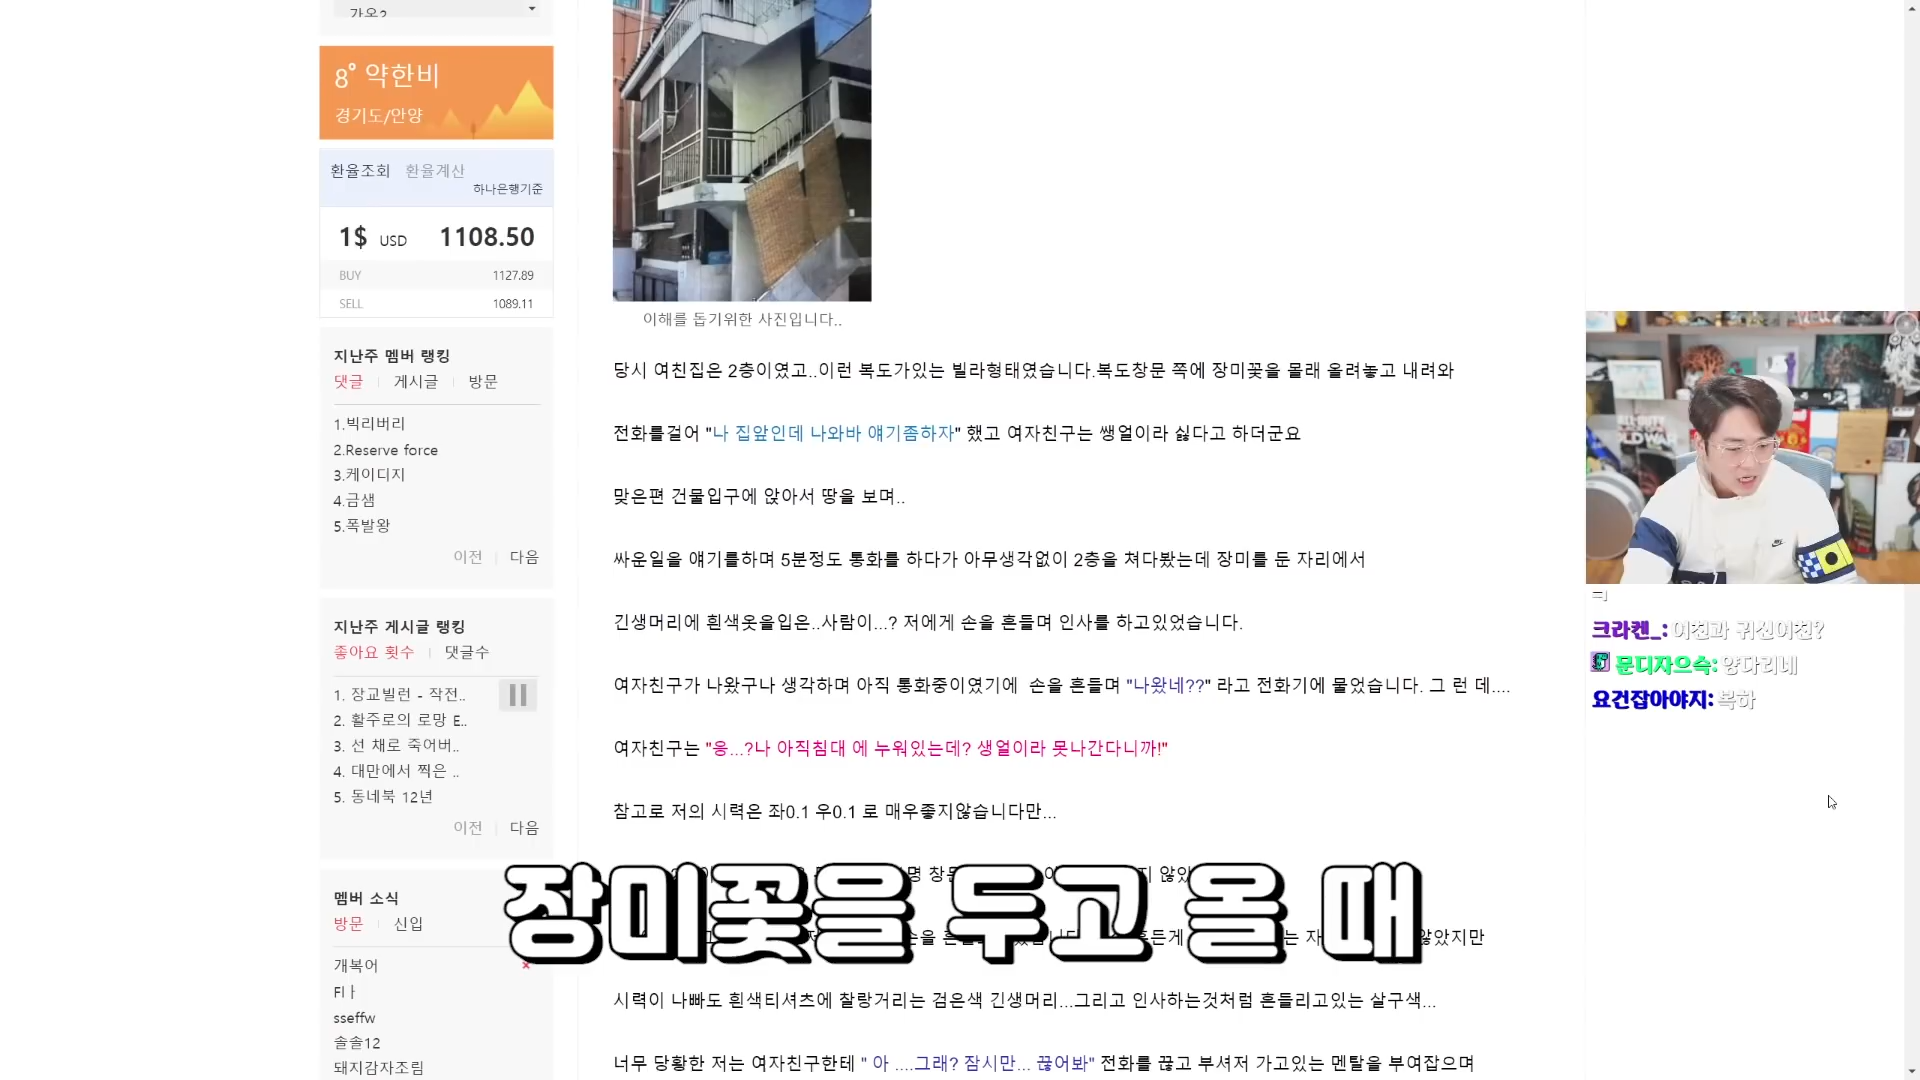 가온2
8° 약한비
경기도/안양
환율조회 환율계산
하나은행기준
1$ USD 1108.50
BUY 1127.89
SELL 1089.11
지난주 멤버 랭킹
댓글 게시글 방문
1.빅리버리
2.Reserve force
3.케이디지
4.금샘
5.폭발왕
이전 다음
지난주 게시글 랭킹
좋아요 횟수 댓글수
1. 장교빌런 - 작전..
2. 활주로의 로망 E..
3. 선 채로 죽어버..
4. 대만에서 찍은 ..
5. 동네북 12년
이전 다음
멤버 소식
방문 신입
개복어
FIㅏ
sseffw
솔솔12
돼지감자조림
이해를 돕기위한 사진입니다..
당시 여친집은 2층이였고..이런 복도가있는 빌라형태였습니다.복도창문 쪽에 장미꽃을 몰래 올려놓고 내려와
전화를걸어 "나 집앞인데 나와바 얘기좀하자" 했고 여자친구는 쌩얼이라 싫다고 하더군요
맞은편 건물입구에 앉아서 땅을 보며..
싸운일을 얘기를하며 5분정도 통화를 하다가 아무생각없이 2층을 쳐다봤는데 장미를 둔 자리에서
긴생머리에 흰색옷을입은..사람이...? 저에게 손을 흔들며 인사를 하고있었습니다.
여자친구가 나왔구나 생각하며 아직 통화중이였기에 손을 흔들며 "나왔네??" 라고 전화기에 물었습니다. 그 런 데....
여자친구는 "응...?나 아직침대 에 누워있는데? 생얼이라 못나간다니까!"
참고로 저의 시력은 좌0.1 우0.1 로 매우좋지않습니다만...
장미꽃을 두고 올 때
시력이 나빠도 흰색티셔츠에 찰랑거리는 검은색 긴생머리...그리고 인사하는것처럼 흔들리고있는 살구색...
너무 당황한 저는 여자친구한테 " 아 ....그래? 잠시만... 끊어봐" 전화를 끊고 부셔저 가고있는 멘탈을 부여잡으며
크라켄_: 여친과 귀신여친?
문디자으슥: 양다리네
요건잡아야지: 복하